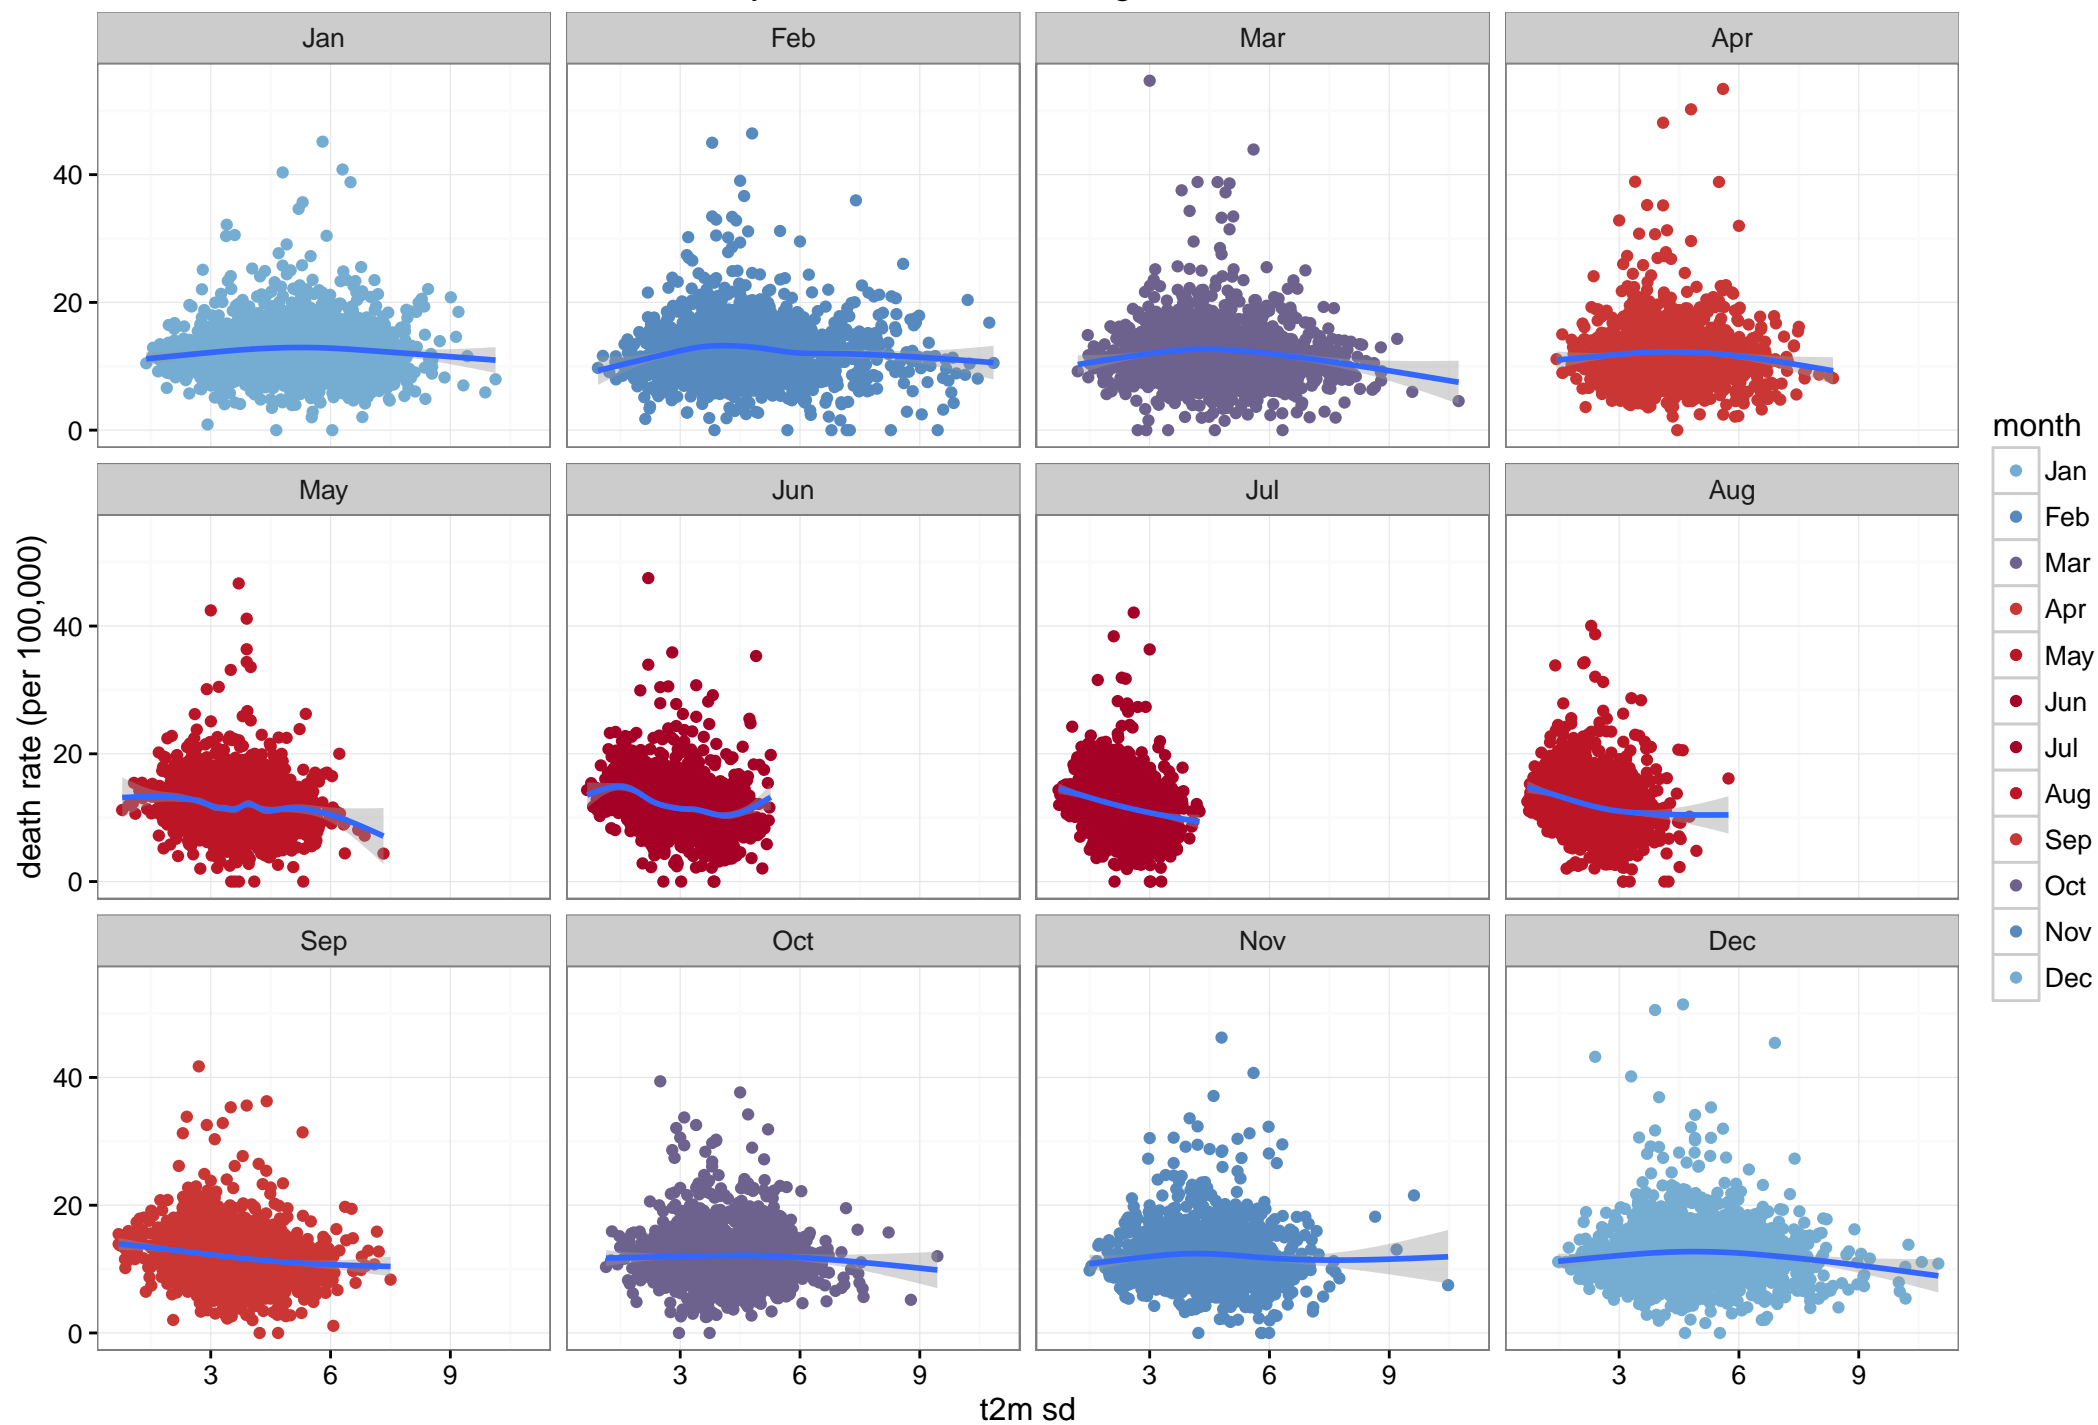 Jan Feb Mar Apr
40
20
0
May Jun Jul Aug
death rate (per 100,000)
40
20
0
Sep Oct Nov Dec
40
20
0
3 6 9 3 6 9 3 6 9 3 6 9
t2m sd
month
Jan
Feb
Mar
Apr
May
Jun
Jul
Aug
Sep
Oct
Nov
Dec